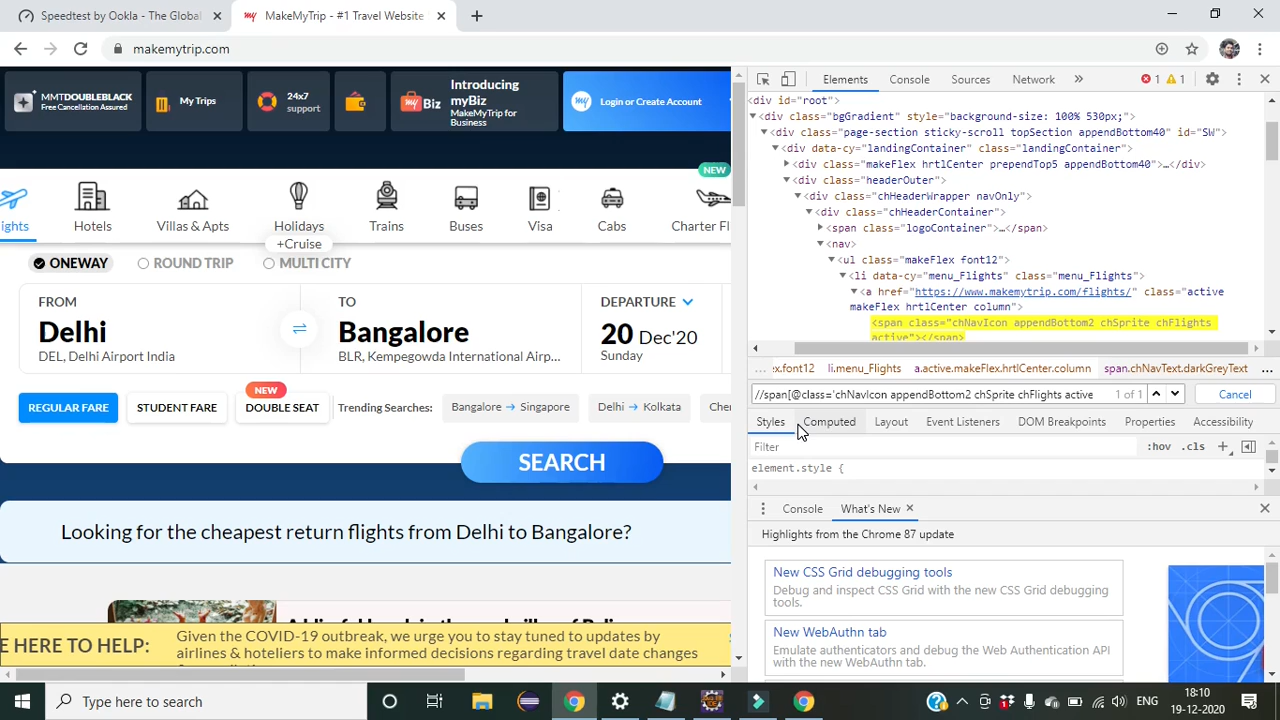 Speedtest by Ookla - The Global
MakeMyTrip - #1 Travel Website
makemytrip.com
MMTDOUBLEBLACK
Free Cancellation Assured
My Trips
24x7
support
my Biz
Introducing
myBiz
MakeMyTrip for
Business
my
Login or Create Account
ights
Hotels
Villas & Apts
Holidays
+Cruise
Trains
Buses
Visa
Cabs
NEW
Charter Fl
ONEWAY
ROUND TRIP
MULTI CITY
FROM
Delhi
DEL, Delhi Airport India
TO
Bangalore
BLR, Kempegowda International Airp...
DEPARTURE
20 Dec'20
Sunday
REGULAR FARE
STUDENT FARE
NEW
DOUBLE SEAT
Trending Searches:
Bangalore → Singapore
Delhi → Kolkata
Cher
SEARCH
Looking for the cheapest return flights from Delhi to Bangalore?
E HERE TO HELP:
Given the COVID-19 outbreak, we urge you to stay tuned to updates by
airlines & hoteliers to make informed decisions regarding travel date changes
Elements
Console
Sources
Network
»
1
1
<div id="root">
<div class="bgGradient" style="background-size: 100% 530px;">
<div class="page-section sticky-scroll topSection appendBottom40" id="SW">
<div data-cy="landingContainer" class="landingContainer">
<div class="makeFlex hrtlCenter prependTop5 appendBottom40">…</div>
<div class="headerOuter">
<div class="chHeaderWrapper navOnly">
<div class="chHeaderContainer">
<span class="logoContainer">…</span>
<nav>
<ul class="makeFlex font12">
<li data-cy="menu_Flights" class="menu_Flights">
<a href="https://www.makemytrip.com/flights/" class="active
makeFlex hrtlCenter column">
<span class="chNavIcon appendBottom2 chSprite chFlights
active"></span>
...
ex.font12
li.menu_Flights
a.active.makeFlex.hrtlCenter.column
span.chNavText.darkGreyText
...
//span[@class='chNavIcon appendBottom2 chSprite chFlights active
1 of 1
Cancel
Styles
Computed
Layout
Event Listeners
DOM Breakpoints
Properties
Accessibility
Filter
:hov
.cls
element.style {
Console
What's New
Highlights from the Chrome 87 update
New CSS Grid debugging tools
Debug and inspect CSS Grid with the new CSS Grid debugging
tools.
New WebAuthn tab
Emulate authenticators and debug the Web Authentication API
with the new WebAuthn tab.
Type here to search
ENG
18:10
19-12-2020